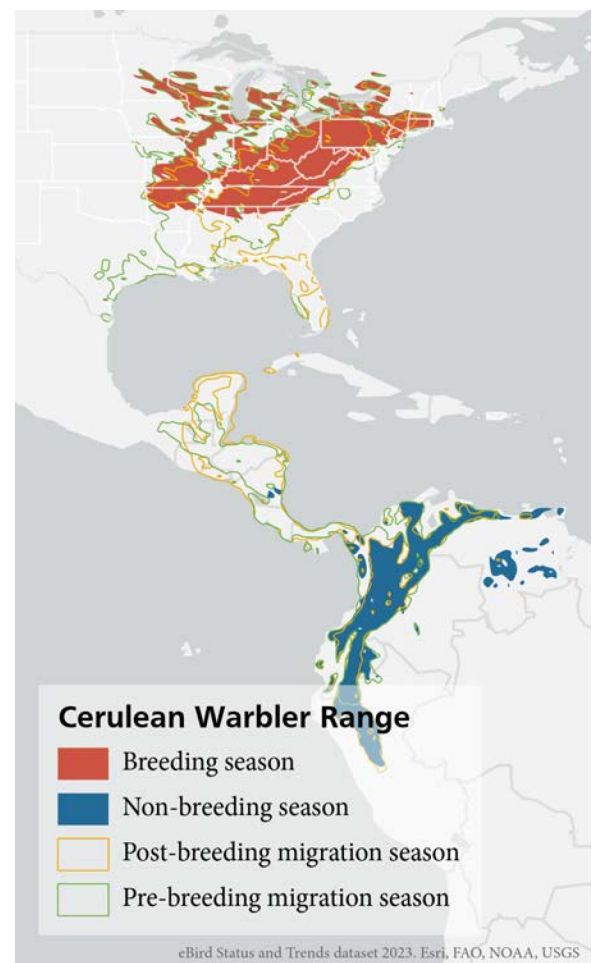 Cerulean Warbler Range
Breeding season
Non-breeding season
Post-breeding migration season
Pre-breeding migration season
eBird Status and Trends dataset 2023. Esri, FAO, NOAA, USGS